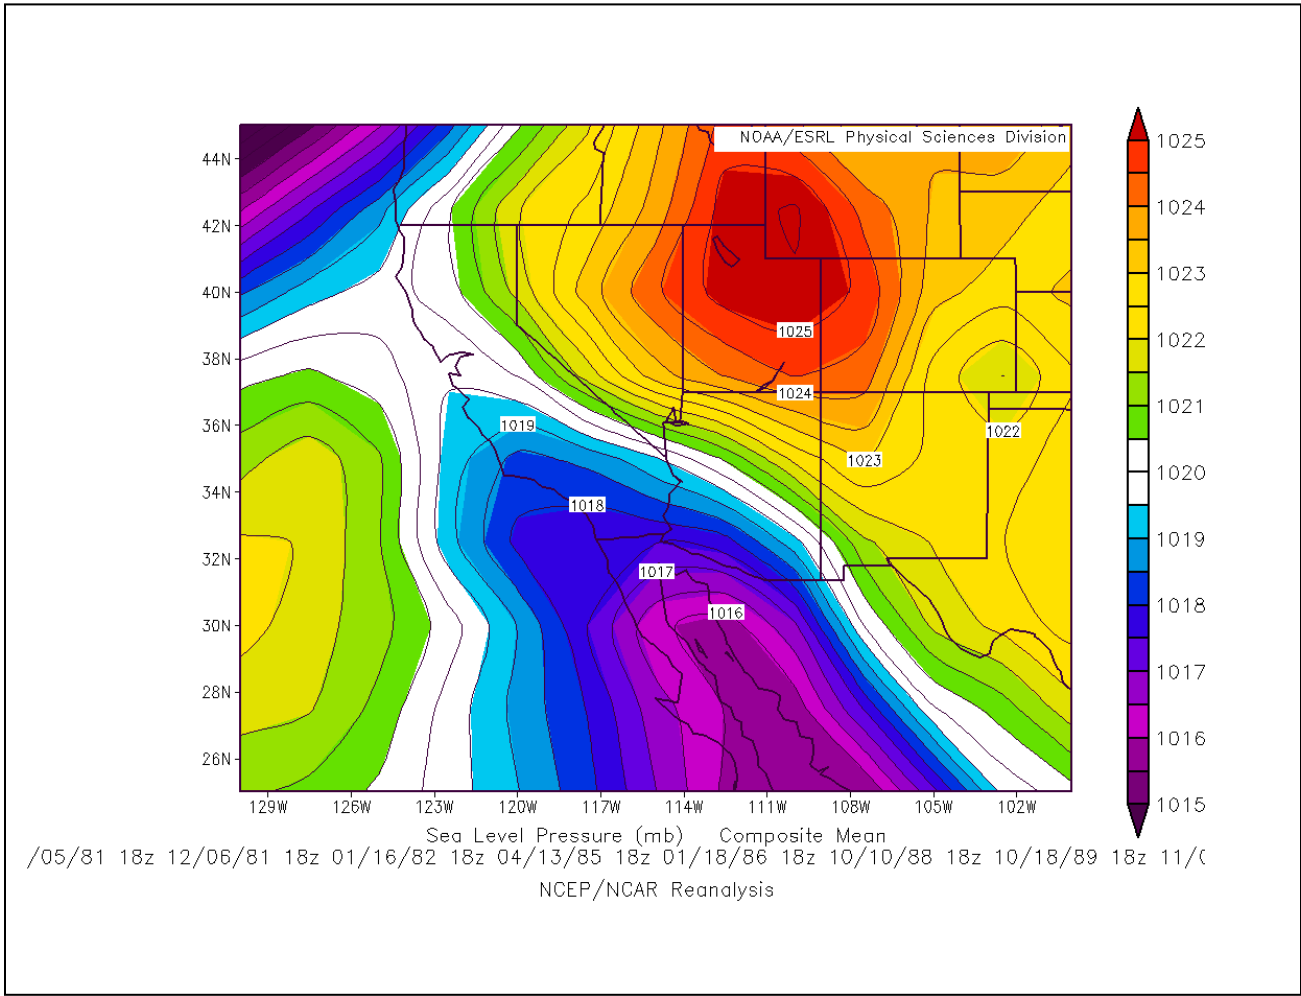 NOAA/ESRL Physical Sciences Division
44N
42N
40N
38N
36N
34N
32N
30N
28N
26N
1025
1024
1023
1022
1019
1018
1017
1016
129W 126W 123W 120W 117W 114W 111W 108W 105W 102W
1025
1024
1023
1022
1021
1020
1019
1018
1017
1016
1015
Sea Level Pressure (mb) Composite Mean
/05/81 18z 12/06/81 18z 01/16/82 18z 04/13/85 18z 01/18/86 18z 10/10/88 18z 10/18/89 18z 11/
NCEP/NCAR Reanalysis